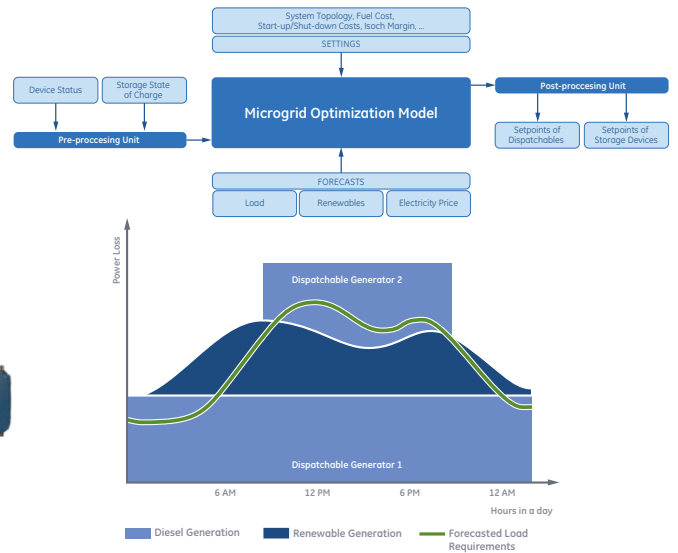 System Topology, Fuel Cost,
Start-up/Shut-down Costs, Isoch Margin, ...
SETTINGS
Device Status
Storage State
of Charge
Pre-proccesing Unit
Microgrid Optimization Model
Post-proccesing Unit
Setpoints of
Dispatchables
Setpoints of
Storage Devices
FORECASTS
Load
Renewables
Electricity Price
Power Loss
Dispatchable Generator 2
Dispatchable Generator 1
6 AM
12 PM
6 PM
12 AM
Hours in a day
Diesel Generation
Renewable Generation
Forecasted Load
Requirements